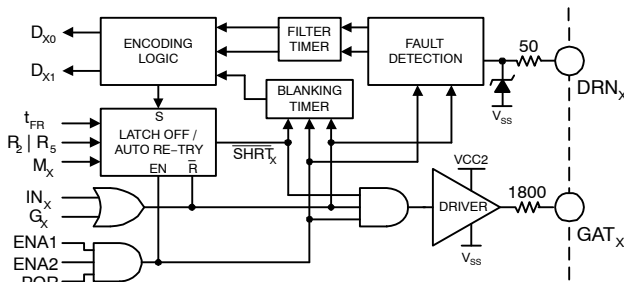 D_X0
D_X1
ENCODING
LOGIC
FILTER
TIMER
FAULT
DETECTION
50
DRN_X
V_SS
BLANKING
TIMER
S
LATCH OFF /
AUTO RE-TRY
EN R̅
t_FR
R_2 | R_5
M_X
S̅H̅R̅T̅_X
IN_X
G_X
VCC2
DRIVER
V_SS
1800
GAT_X
ENA1
ENA2
POR